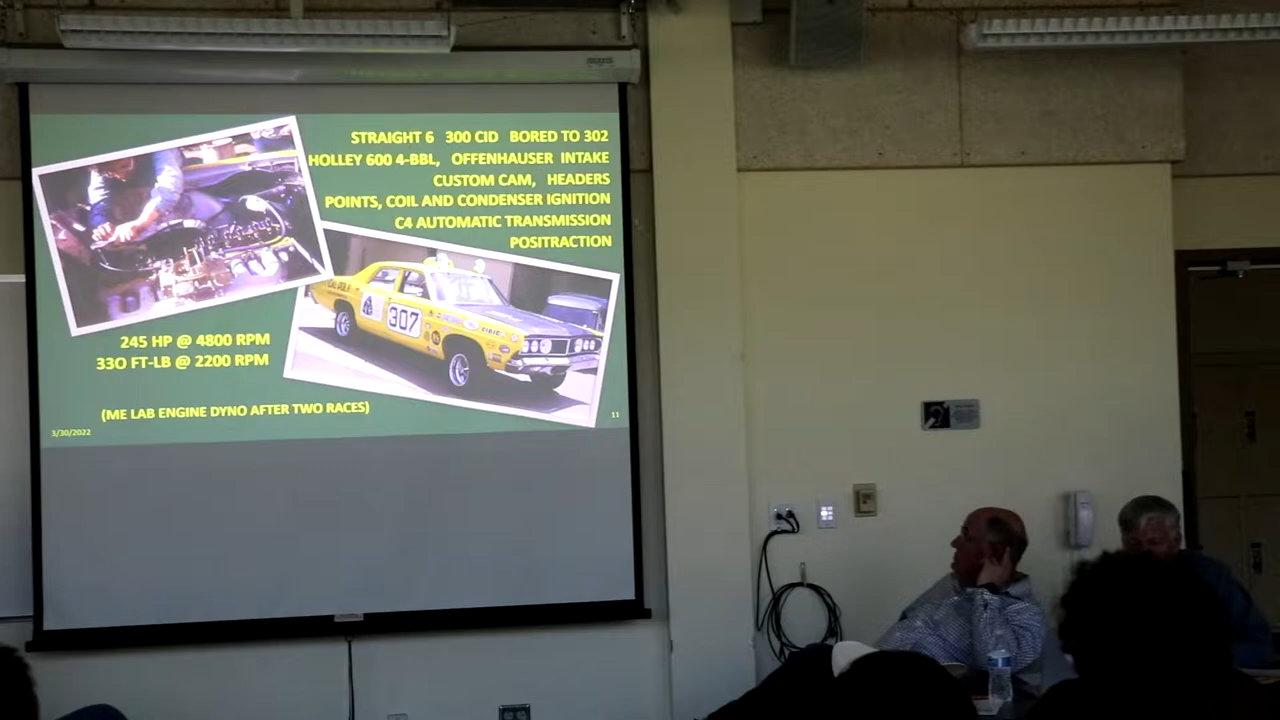 STRAIGHT 6 300 CID BORED TO 302
HOLLEY 600 4-BBL, OFFENHAUSER INTAKE
CUSTOM CAM, HEADERS
POINTS, COIL AND CONDENSER IGNITION
C4 AUTOMATIC TRANSMISSION
POSITRACTION
307
245 HP @ 4800 RPM
33O FT-LB @ 2200 RPM
(ME LAB ENGINE DYNO AFTER TWO RACES)
3/30/2022
11